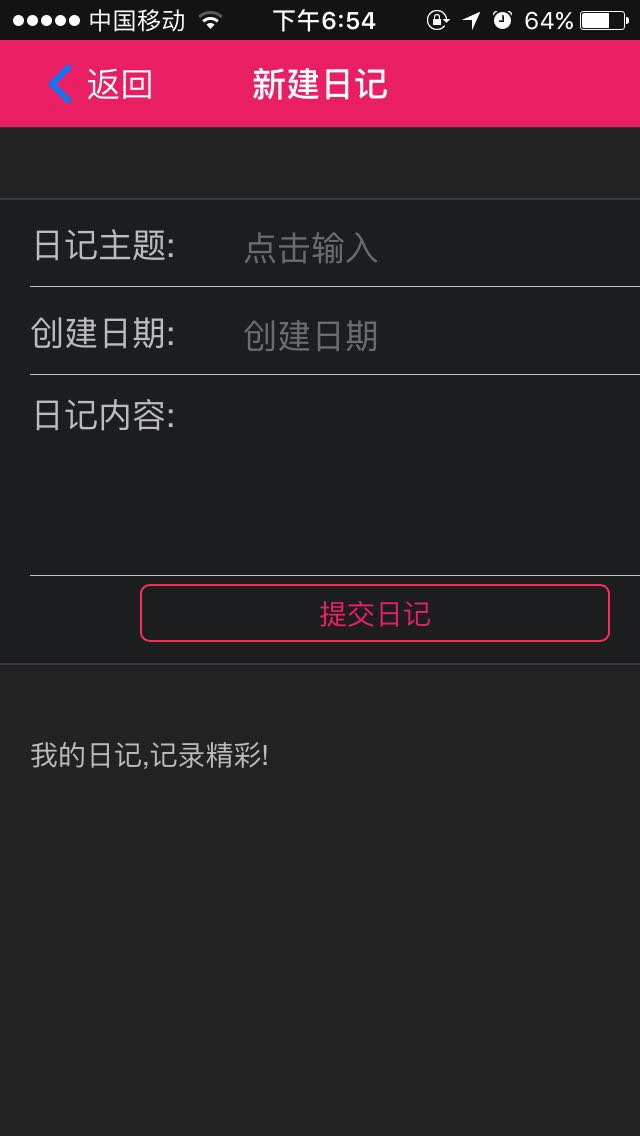 中国移动 下午6:54 64%
返回 新建日记
日记主题: 点击输入
创建日期: 创建日期
日记内容:
提交日记
我的日记,记录精彩!